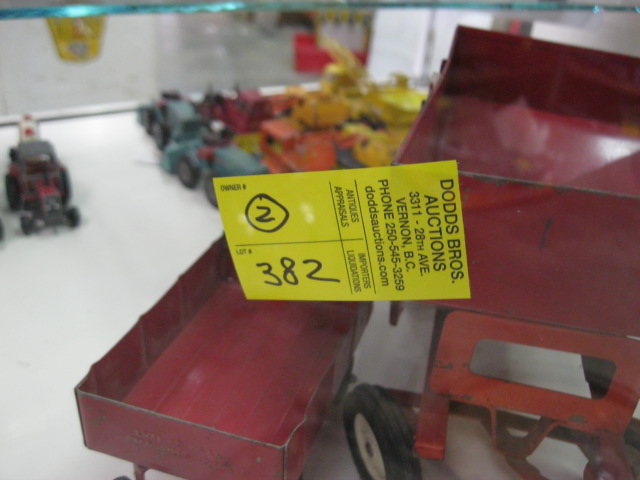 OWNER #
2
LOT #
382
ANTIQUES
APPRAISALS
IMPORTERS
LIQUIDATIONS
DODDS BROS.
AUCTIONS
3311 - 28TH AVE.
VERNON, B.C.
PHONE 250-545-3259
doddsauctions.com